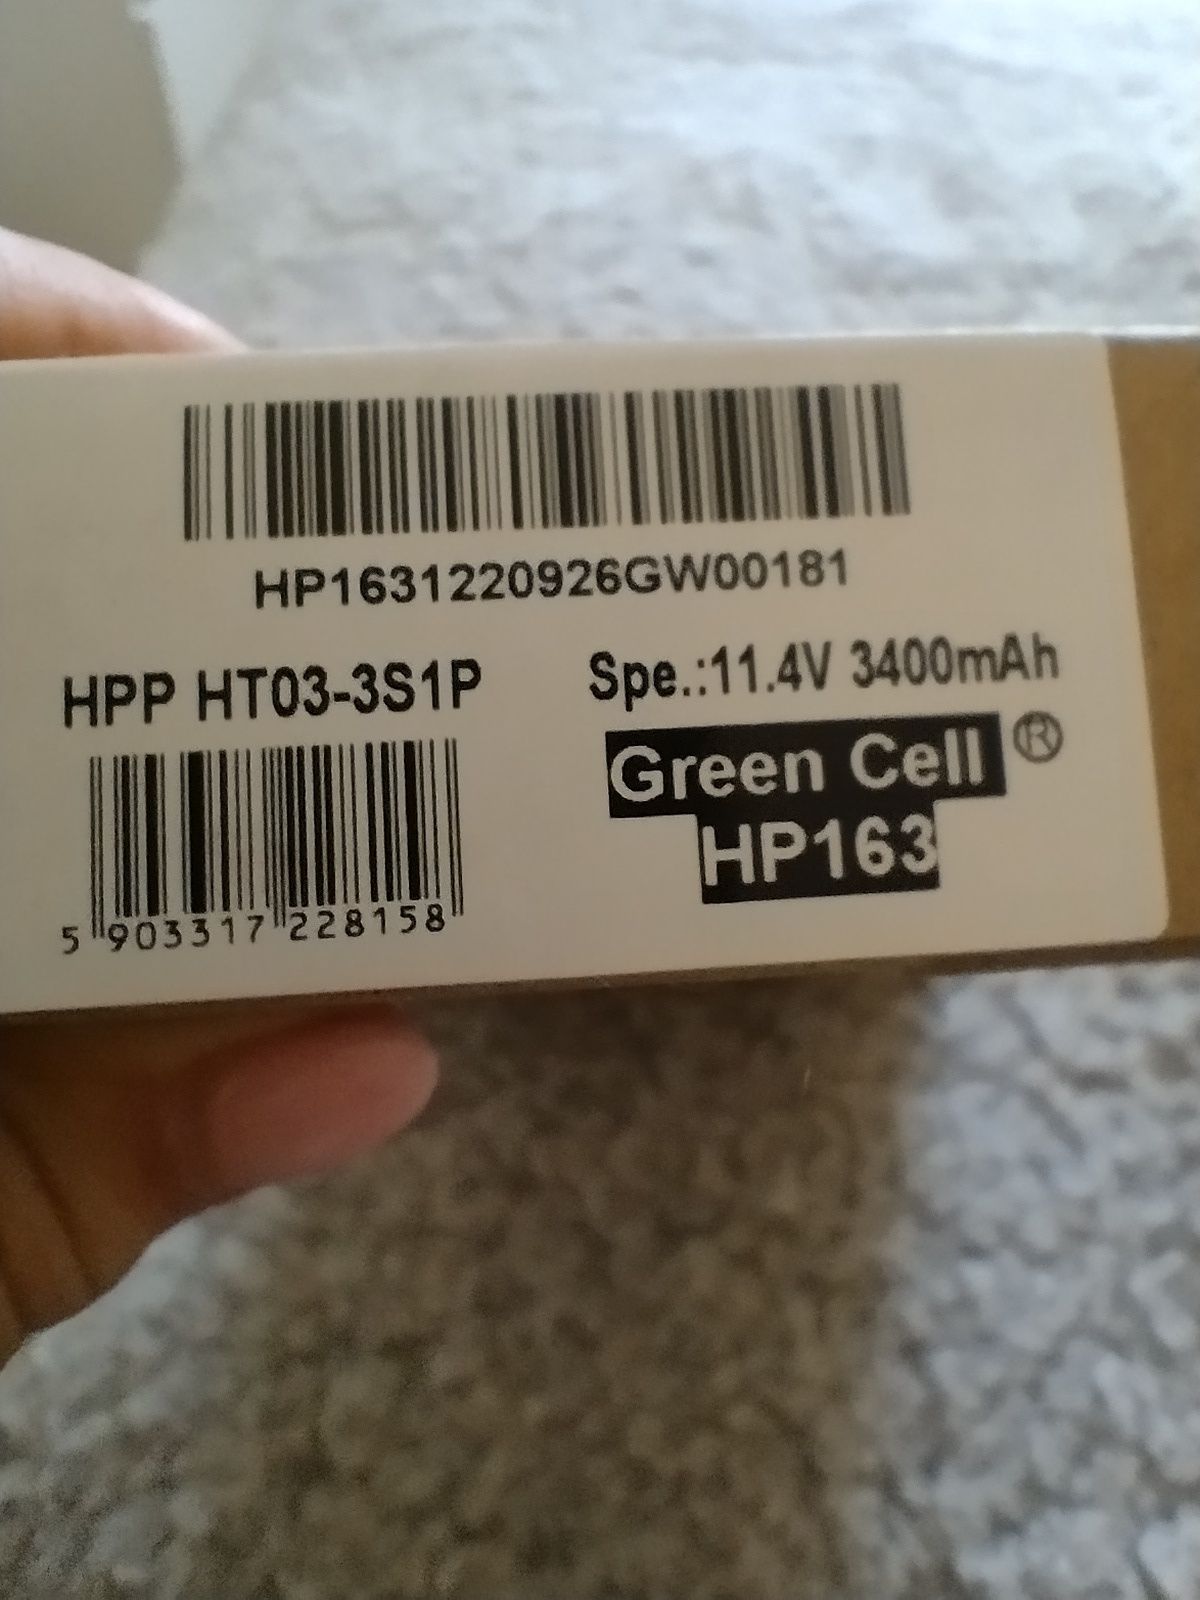 HP1631220926GW00181
HPP HT03-3S1P
Spe.:11.4V 3400mAh
Green Cell ®
HP163
5 903317 228158